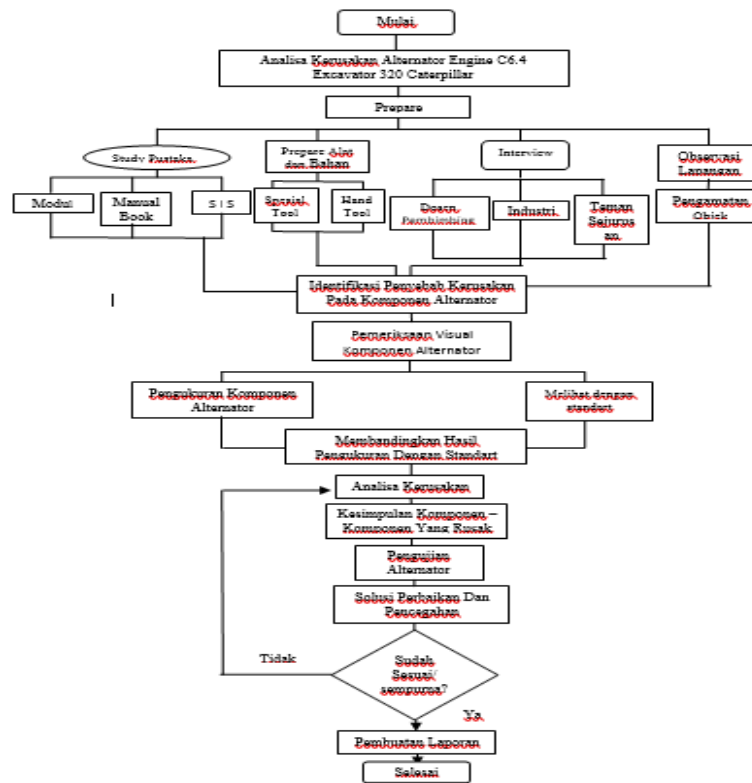 Mulai
Analisa Kerusakan Alternator Engine C6.4
Excavator 320 Caterpillar
Prepare
Study Pustaka
Prepare Alat
dan Bahan
Interview
Observasi
Lapangan
Modul
Manual
Book
SIS
Spesial
Tool
Hand
Tool
Dosen
Pembimbing
Industri
Teman
Sejurus
an
Pengamatan
Objek
Identifikasi Penyebab Kerusakan
Pada Komponen Alternator
Pemeriksaan Visual
Komponen Alternator
Pengukuran Komponen
Alternator
Melihat dengan
standart
Membandingkan Hasil
Pengukuran Dengan Standart
Analisa Kerusakan
Kesimpulan Komponen –
Komponen Yang Rusak
Pengujian
Alternator
Solusi Perbaikan Dan
Pencegahan
Tidak
Sudah
Sesuai/
sempurna?
Ya
Pembuatan Laporan
Selesai